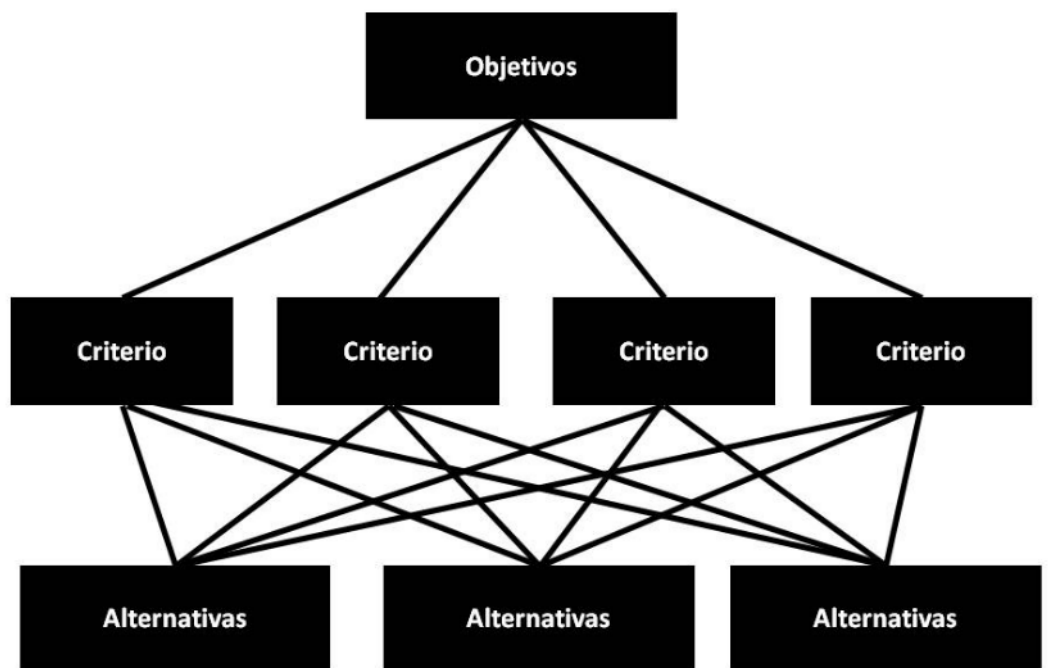 Objetivos
Criterio
Criterio
Criterio
Criterio
Alternativas
Alternativas
Alternativas